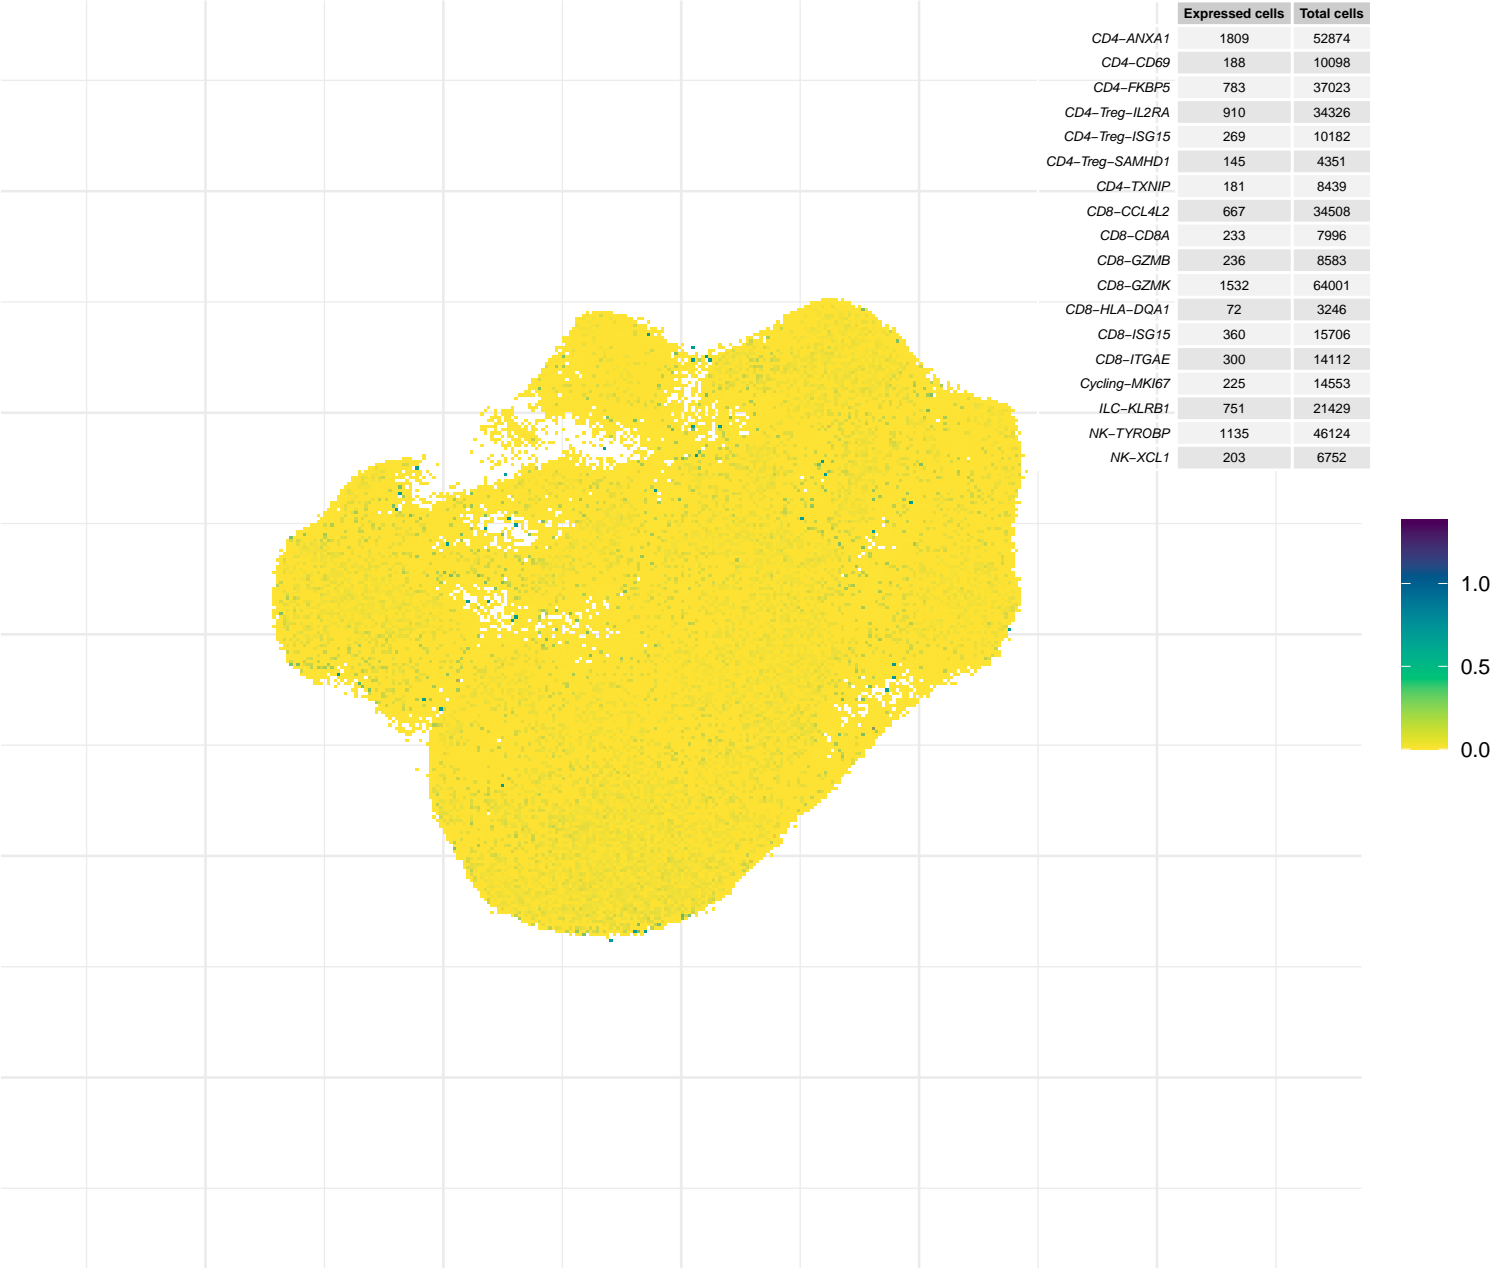 Expressed cells Total cells
CD4−ANXA1 1809 52874
CD4−CD69 188 10098
CD4−FKBP5 783 37023
CD4−Treg−IL2RA 910 34326
CD4−Treg−ISG15 269 10182
CD4−Treg−SAMHD1 145 4351
CD4−TXNIP 181 8439
CD8−CCL4L2 667 34508
CD8−CD8A 233 7996
CD8−GZMB 236 8583
CD8−GZMK 1532 64001
CD8−HLA−DQA1 72 3246
CD8−ISG15 360 15706
CD8−ITGAE 300 14112
Cycling−MKI67 225 14553
ILC−KLRB1 751 21429
NK−TYROBP 1135 46124
NK−XCL1 203 6752
1.0
0.5
0.0